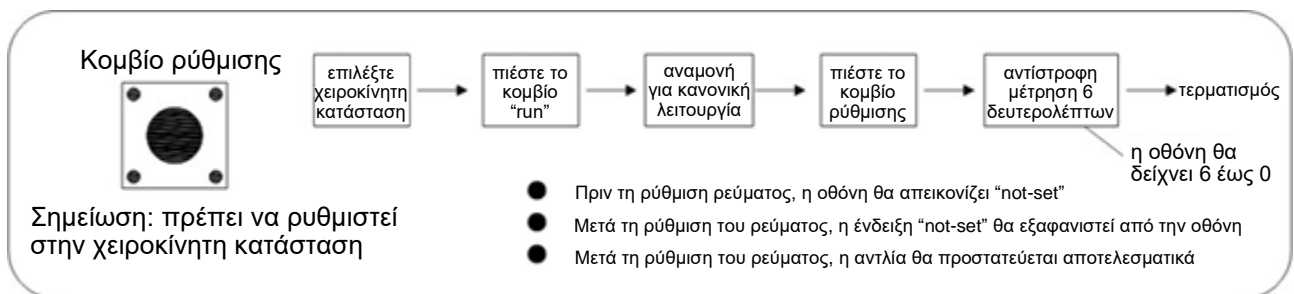 Κομβίο ρύθμισης
Σημείωση: πρέπει να ρυθμιστεί
στην χειροκίνητη κατάσταση
επιλέξτε
χειροκίνητη
κατάσταση
πιέστε το
κομβίο
“run”
αναμονή
για κανονική
λειτουργία
πιέστε το
κομβίο
ρύθμισης
αντίστροφη
μέτρηση 6
δευτερολέπτων
τερματισμός
η οθόνη θα
δείχνει 6 έως 0
Πριν τη ρύθμιση ρεύματος, η οθόνη θα απεικονίζει “not-set”
Μετά τη ρύθμιση του ρεύματος, η ένδειξη “not-set” θα εξαφανιστεί από την οθόνη
Μετά τη ρύθμιση του ρεύματος, η αντλία θα προστατεύεται αποτελεσματικά